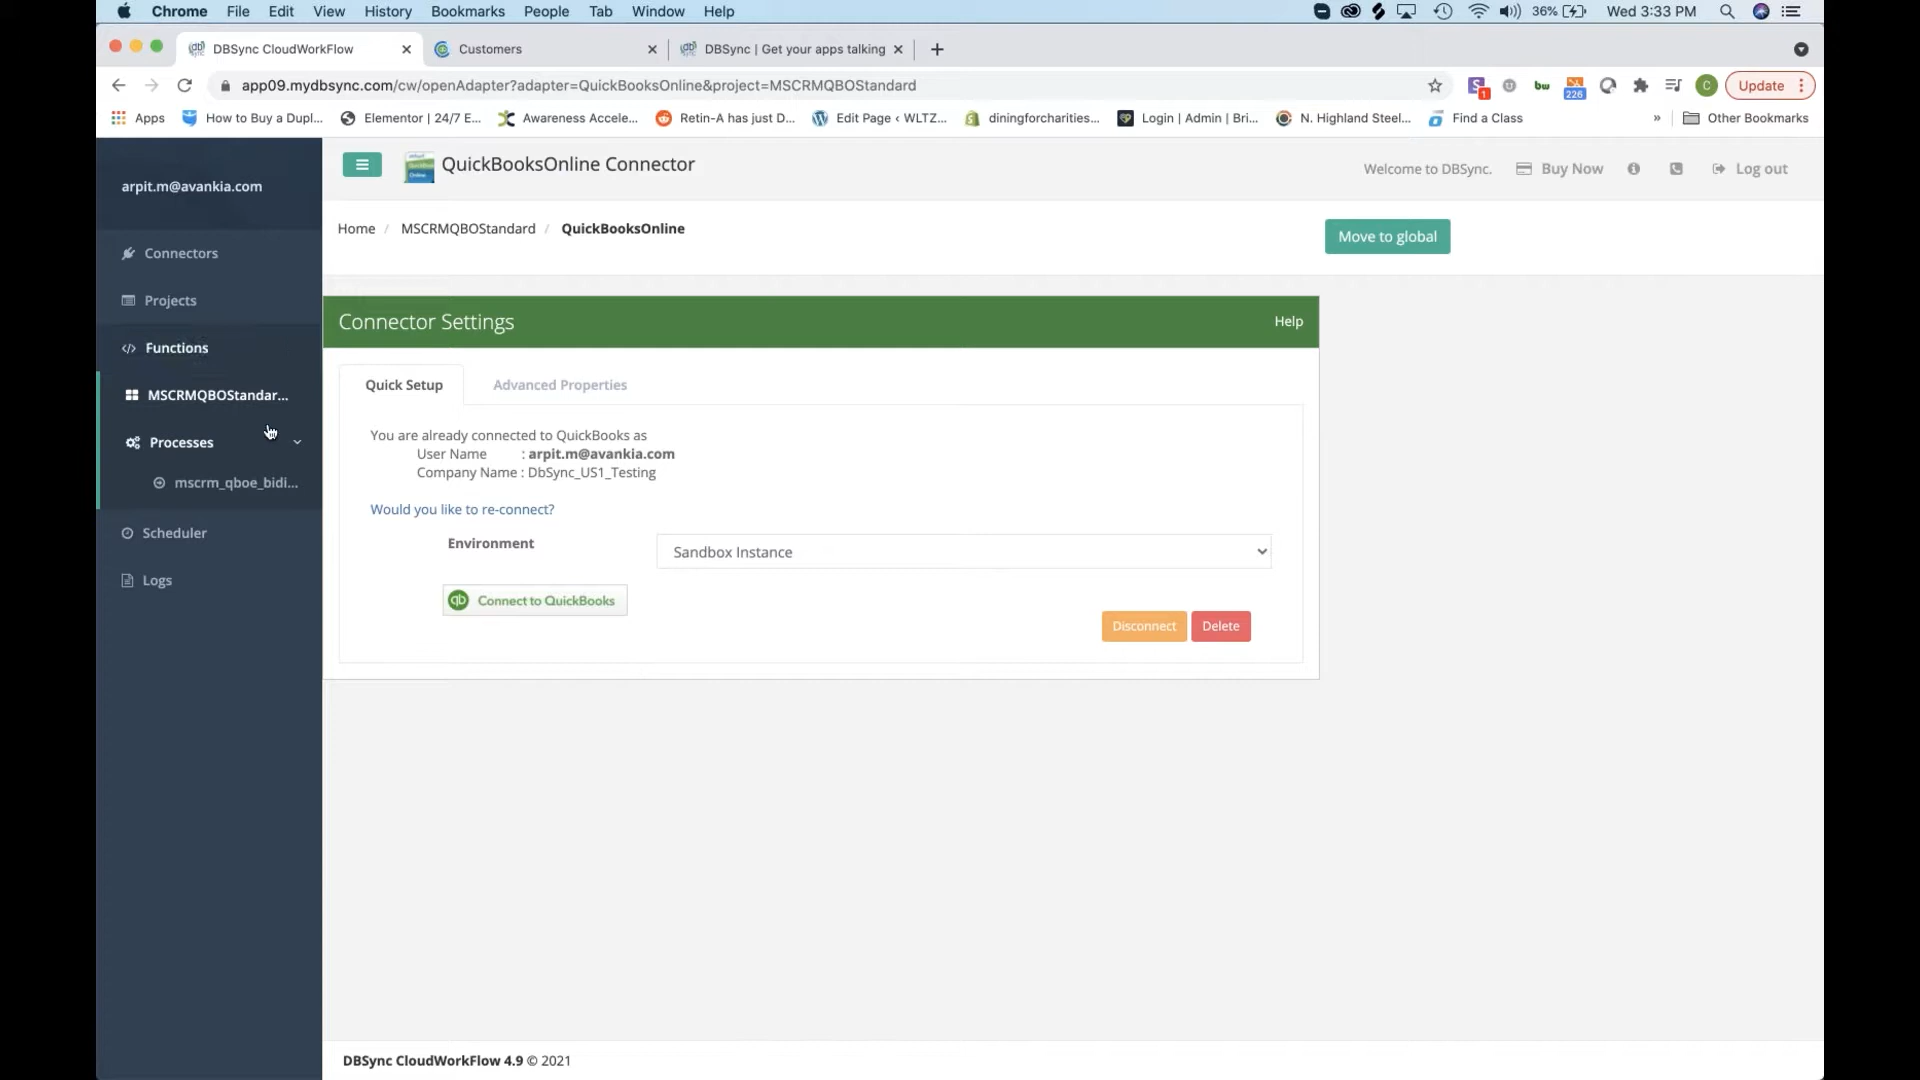 Chrome File Edit View History Bookmarks People Tab Window Help 36% Wed 3:33 PM
DBSync CloudWorkFlow Customers DBSync | Get your apps talking
app09.mydbsync.com/cw/openAdapter?adapter=QuickBooksOnline&project=MSCRMQBOStandard S 1 bw 226 C Update
Apps How to Buy a Dupl... Elementor | 24/7 E... Awareness Accele... Retin-A has just D... Edit Page ‹ WLTZ... diningforcharities... Login | Admin | Bri... N. Highland Steel... Find a Class » Other Bookmarks
arpit.m@avankia.com
Connectors
Projects
Functions
MSCRMQBOStandar...
Processes
mscrm_qboe_bidi...
Scheduler
Logs
QuickBooksOnline Connector
Welcome to DBSync. Buy Now Log out
Home / MSCRMQBOStandard / QuickBooksOnline
Move to global
Connector Settings Help
Quick Setup Advanced Properties
You are already connected to QuickBooks as
User Name : arpit.m@avankia.com
Company Name : DbSync_US1_Testing
Would you like to re-connect?
Environment Sandbox Instance
qb Connect to QuickBooks
Disconnect Delete
DBSync CloudWorkFlow 4.9 © 2021